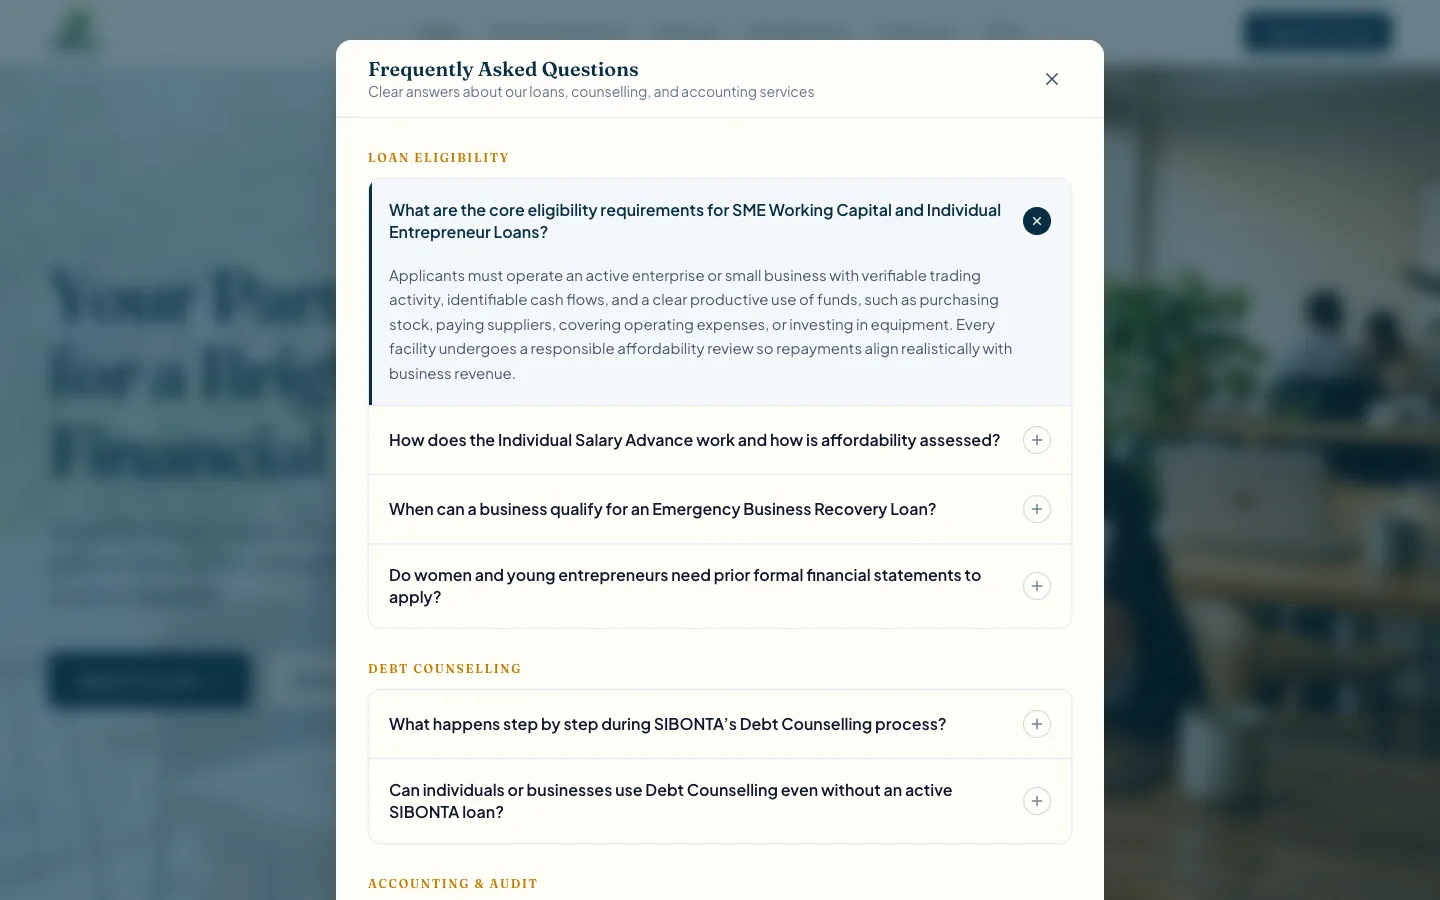 Frequently Asked Questions
Clear answers about our loans, counselling, and accounting services
LOAN ELIGIBILITY
What are the core eligibility requirements for SME Working Capital and Individual
Entrepreneur Loans?
Applicants must operate an active enterprise or small business with verifiable trading
activity, identifiable cash flows, and a clear productive use of funds, such as purchasing
stock, paying suppliers, covering operating expenses, or investing in equipment. Every
facility undergoes a responsible affordability review so repayments align realistically with
business revenue.
How does the Individual Salary Advance work and how is affordability assessed?
When can a business qualify for an Emergency Business Recovery Loan?
Do women and young entrepreneurs need prior formal financial statements to
apply?
DEBT COUNSELLING
What happens step by step during SIBONTA’s Debt Counselling process?
Can individuals or businesses use Debt Counselling even without an active
SIBONTA loan?
ACCOUNTING & AUDIT
Your
for a
Financial